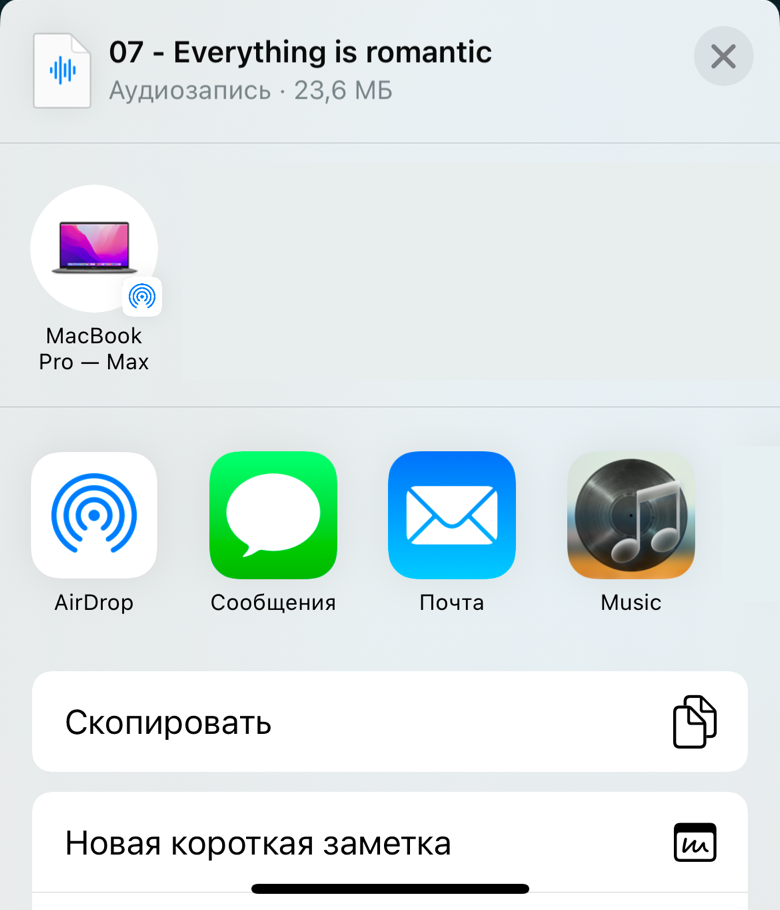 07 - Everything is romantic
Аудиозапись · 23,6 МБ
MacBook
Pro — Max
AirDrop
Сообщения
Почта
Music
Скопировать
Новая короткая заметка